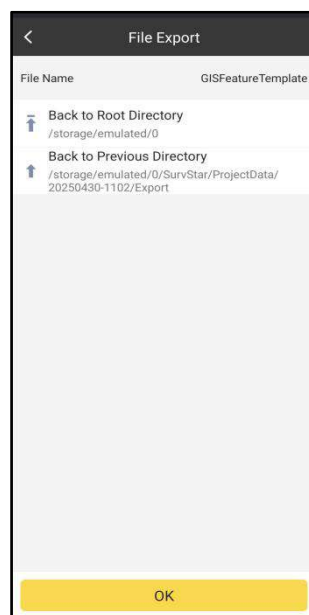 File Export
File Name GISFeatureTemplate
Back to Root Directory
/storage/emulated/0
Back to Previous Directory
/storage/emulated/0/SurvStar/ProjectData/
20250430-1102/Export
OK